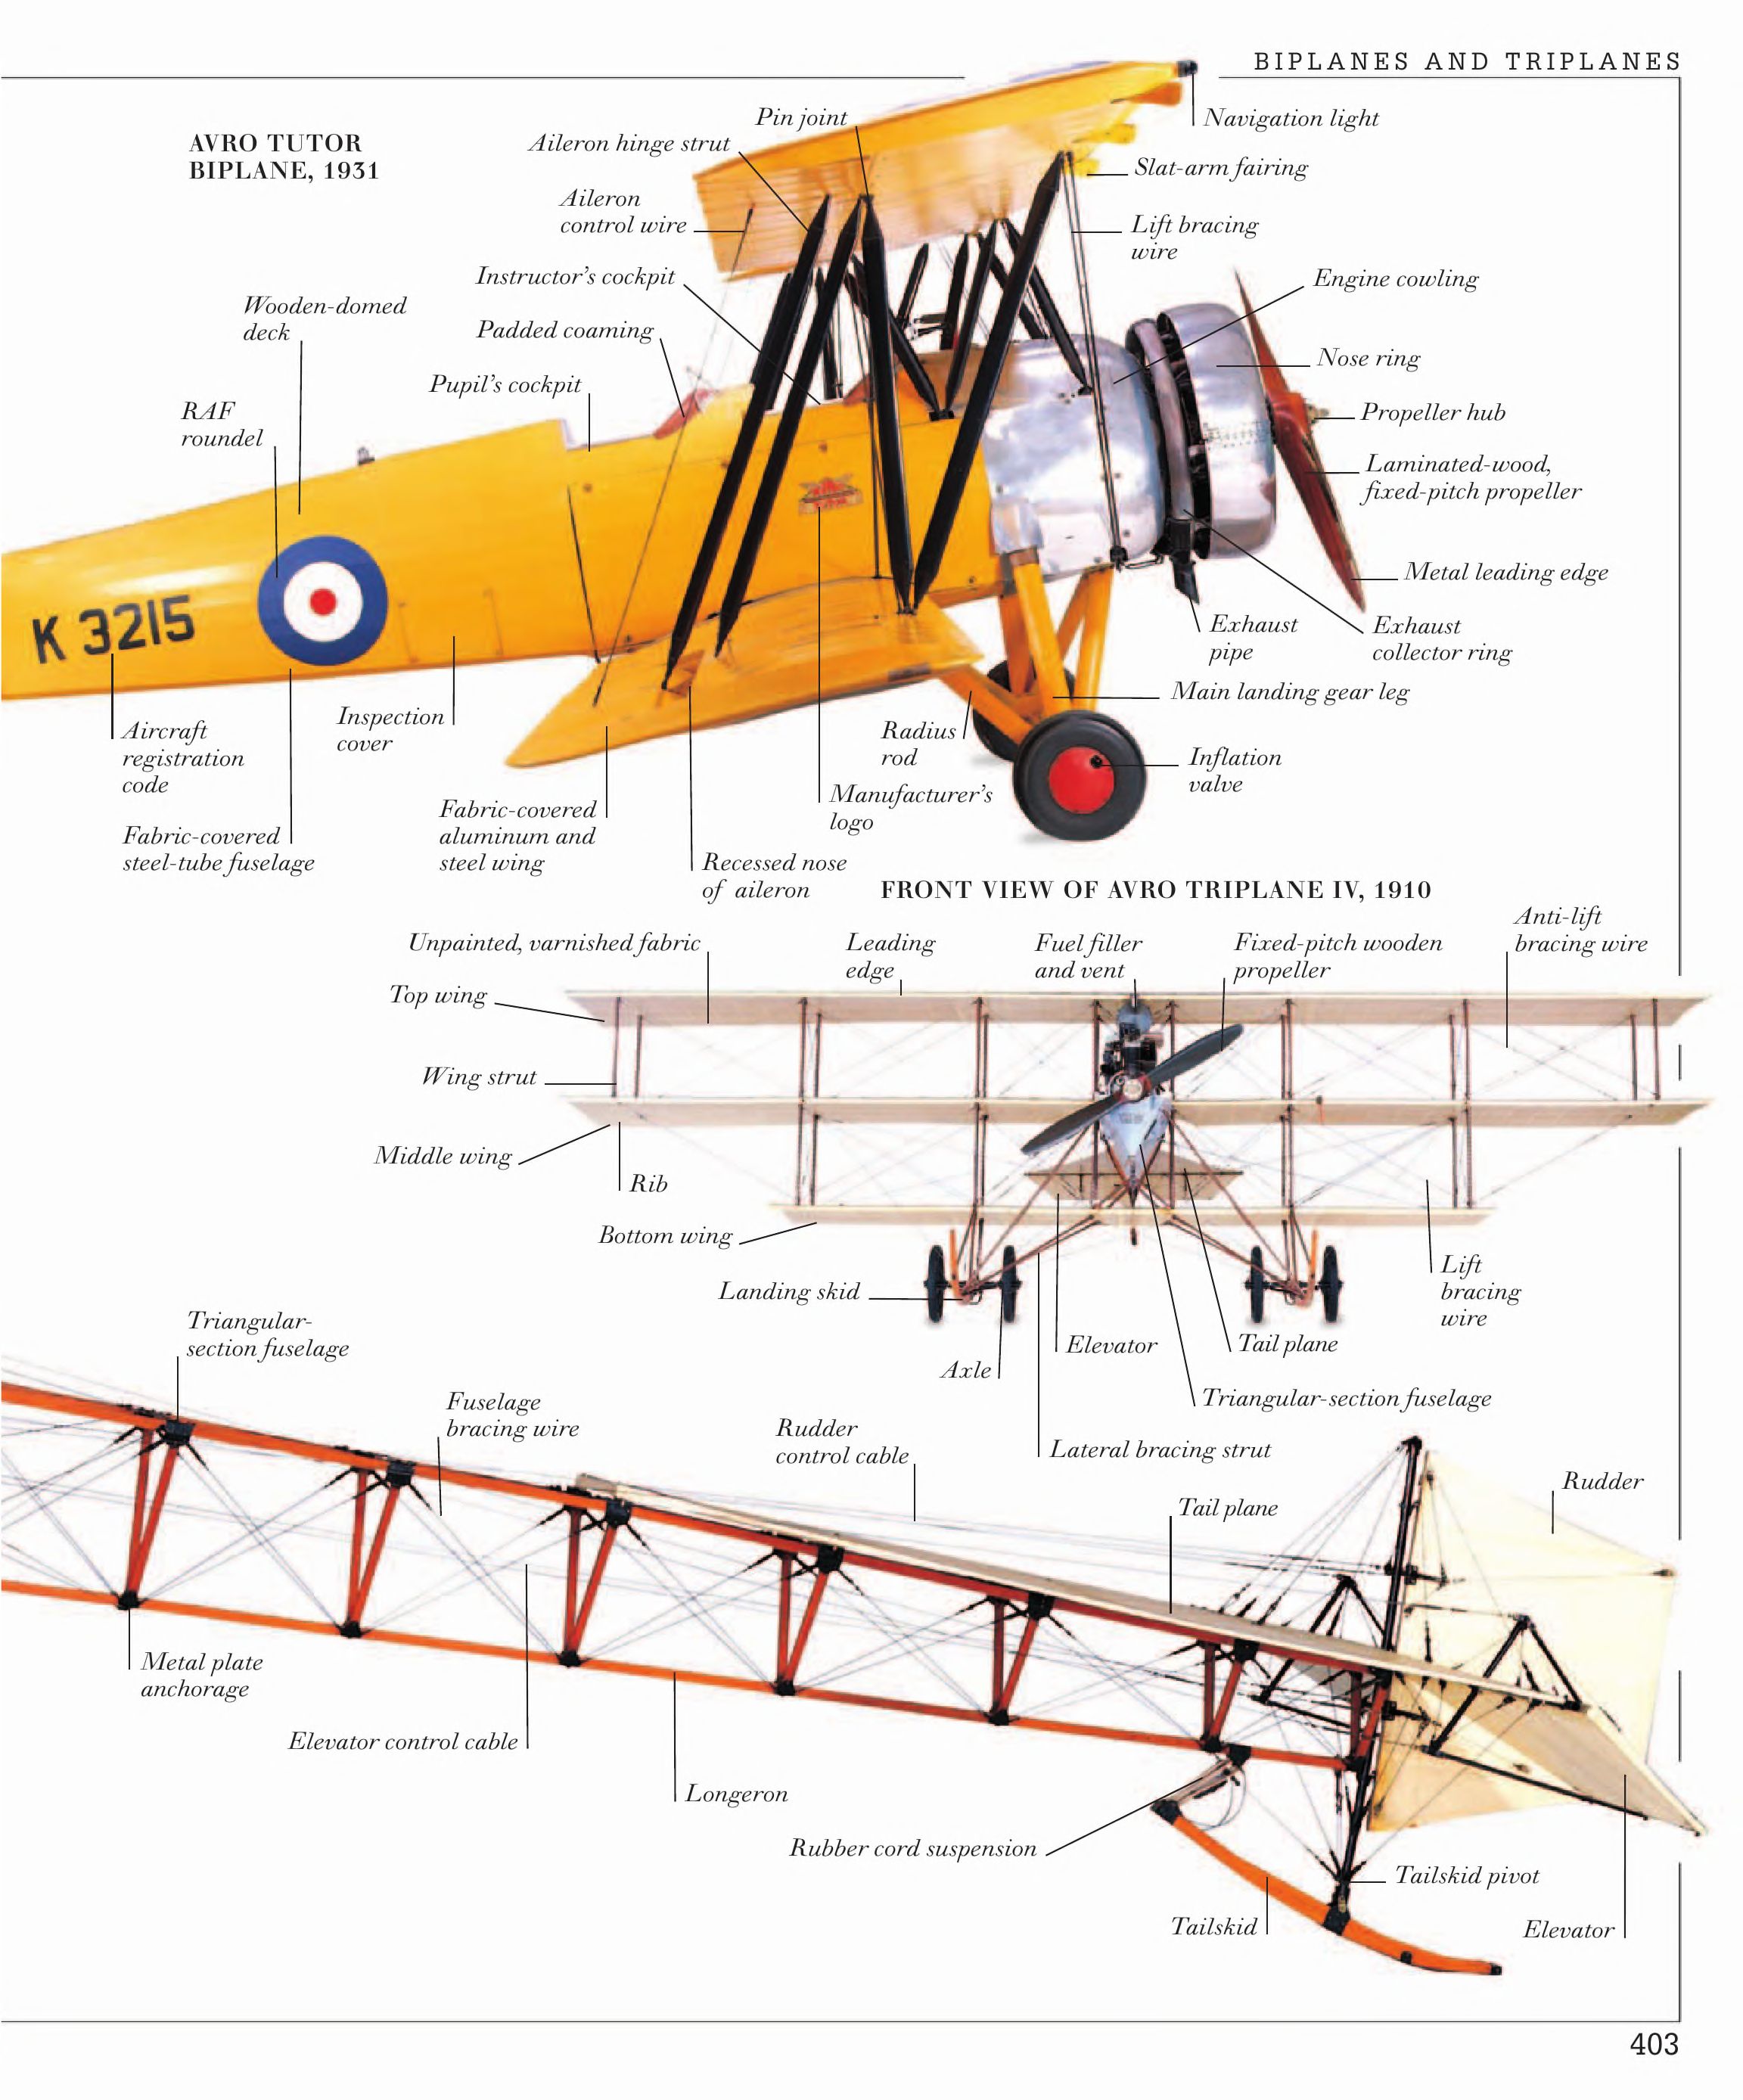 BIPLANES AND TRIPLANES
AVRO TUTOR
BIPLANE, 1931
Pin joint
Navigation light
Aileron hinge strut
Slat-arm fairing
Aileron
control wire
Lift bracing
wire
Instructor's cockpit
Engine cowling
Wooden-domed
deck
Padded coaming
Nose ring
Pupil's cockpit
RAF
roundel
Propeller hub
Laminated-wood,
fixed-pitch propeller
Metal leading edge
K 3215
Exhaust
pipe
Exhaust
collector ring
Main landing gear leg
Aircraft
registration
code
Inspection
cover
Radius
rod
Inflation
valve
Fabric-covered
steel-tube fuselage
Fabric-covered
aluminum and
steel wing
Manufacturer's
logo
Recessed nose
of aileron
FRONT VIEW OF AVRO TRIPLANE IV, 1910
Unpainted, varnished fabric
Leading
edge
Fuel filler
and vent
Fixed-pitch wooden
propeller
Anti-lift
bracing wire
Top wing
Wing strut
Middle wing
Rib
Bottom wing
Landing skid
Lift
bracing
wire
Axle
Elevator
Tail plane
Triangular-section fuselage
Lateral bracing strut
Triangular-
section fuselage
Fuselage
bracing wire
Rudder
control cable
Tail plane
Rudder
Metal plate
anchorage
Elevator control cable
Longeron
Rubber cord suspension
Tailskid pivot
Tailskid
Elevator
403